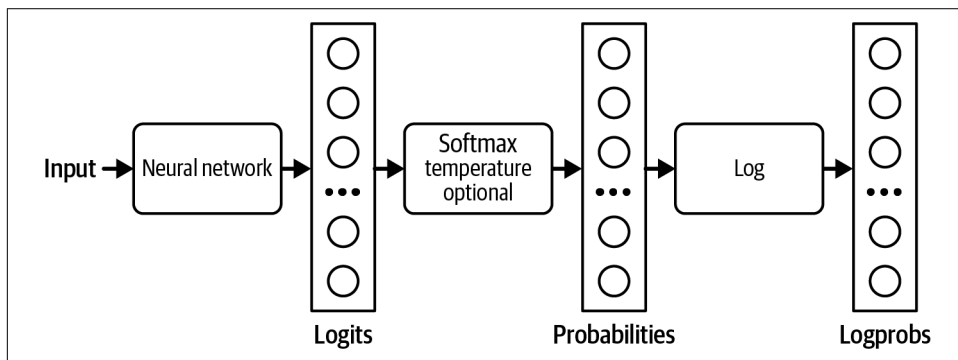 Input
Neural network
Softmax
temperature
optional
Log
Logits
Probabilities
Logprobs